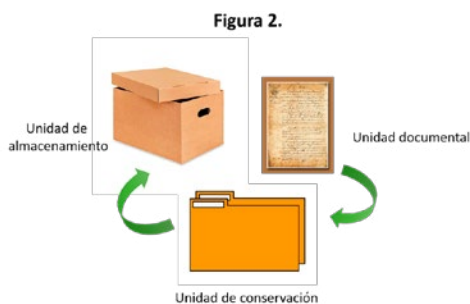 Figura 2.
Unidad de
almacenamiento
Unidad documental
Unidad de conservación